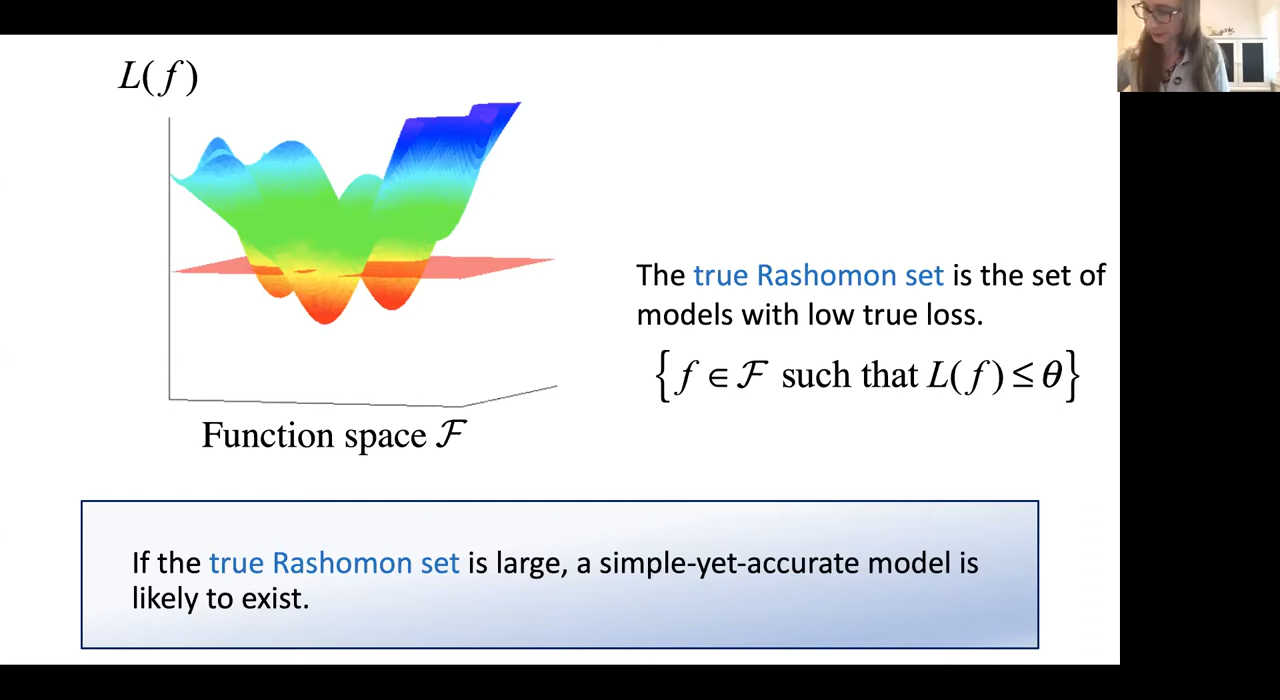 L(f)
The true Rashomon set is the set of
models with low true loss.
{f ∈ ℱ such that L(f) ≤ θ}
Function space ℱ
If the true Rashomon set is large, a simple-yet-accurate model is
likely to exist.